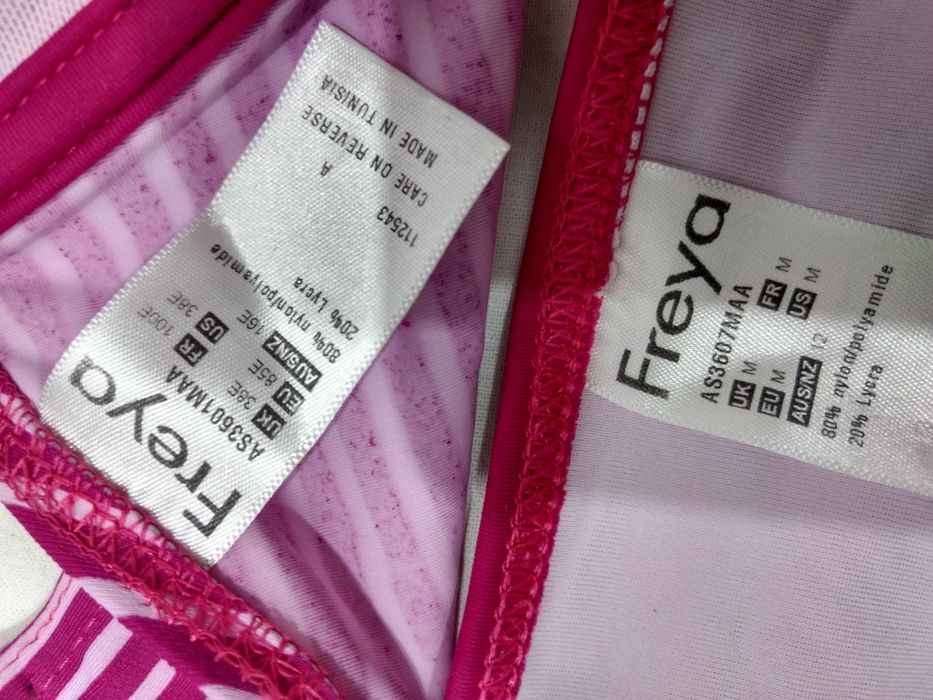 Freya
AS3601MAA
UK 38E FR 100E
EU 85E US 38E
AUS/NZ 16E
80% nylon/polyamide
20% Lycra
112543 A
CARE ON REVERSE
MADE IN TUNISIA
Freya
AS3607MAA
UK M FR M
EU M US M
AUS/NZ 12
80% nylon/polyamide
20% Lycra